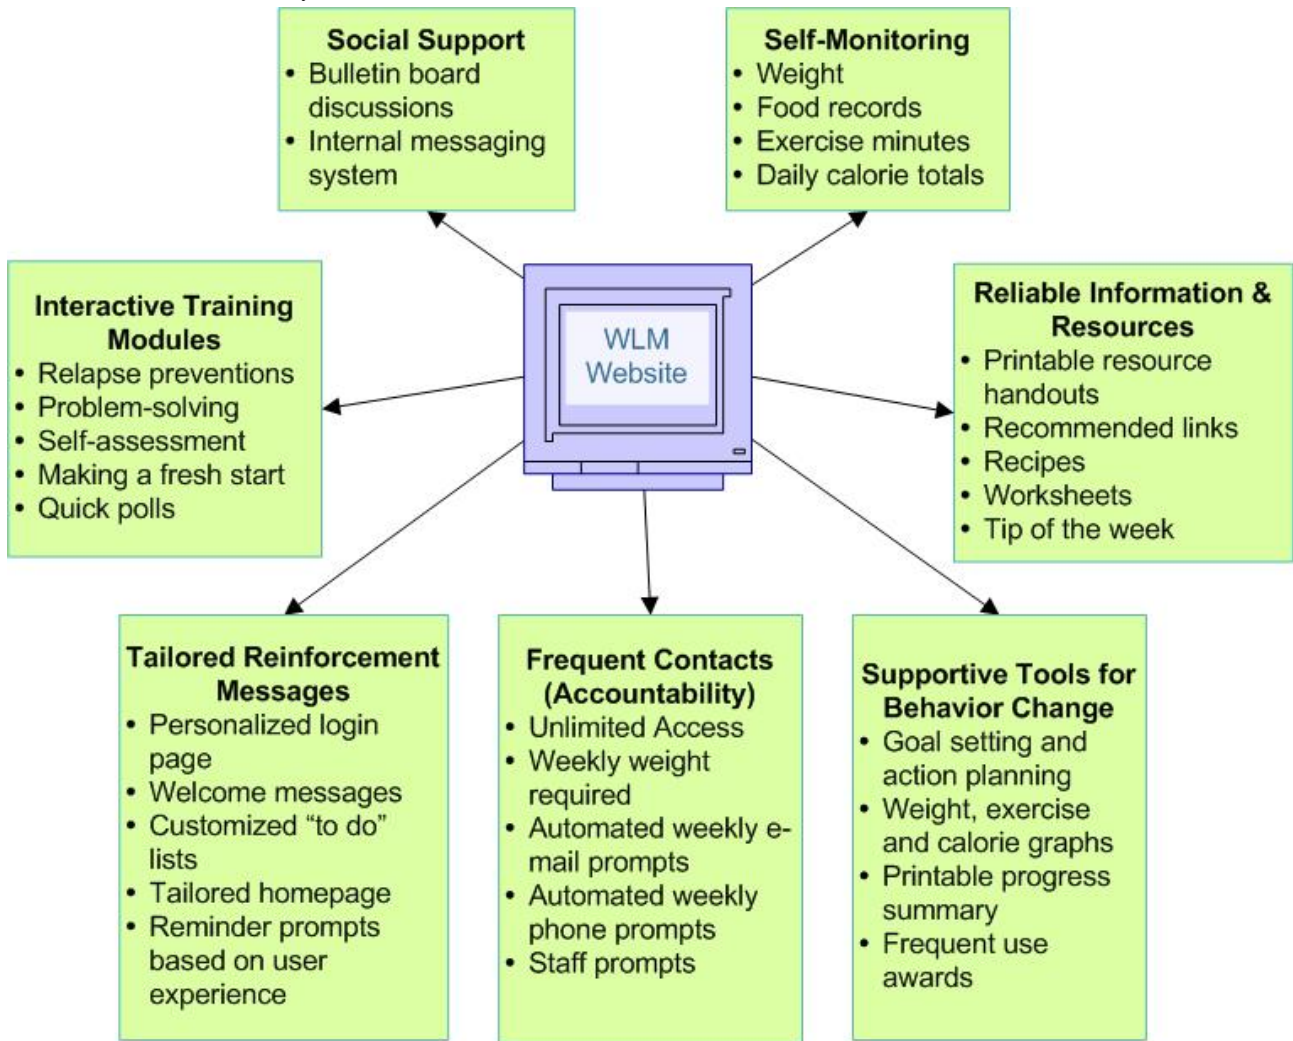 Social Support
• Bulletin board
discussions
• Internal messaging
system
Self-Monitoring
• Weight
• Food records
• Exercise minutes
• Daily calorie totals
Interactive Training
Modules
• Relapse preventions
• Problem-solving
• Self-assessment
• Making a fresh start
• Quick polls
WLM
Website
Reliable Information &
Resources
• Printable resource
handouts
• Recommended links
• Recipes
• Worksheets
• Tip of the week
Tailored Reinforcement
Messages
• Personalized login
page
• Welcome messages
• Customized “to do”
lists
• Tailored homepage
• Reminder prompts
based on user
experience
Frequent Contacts
(Accountability)
• Unlimited Access
• Weekly weight
required
• Automated weekly e-
mail prompts
• Automated weekly
phone prompts
• Staff prompts
Supportive Tools for
Behavior Change
• Goal setting and
action planning
• Weight, exercise
and calorie graphs
• Printable progress
summary
• Frequent use
awards